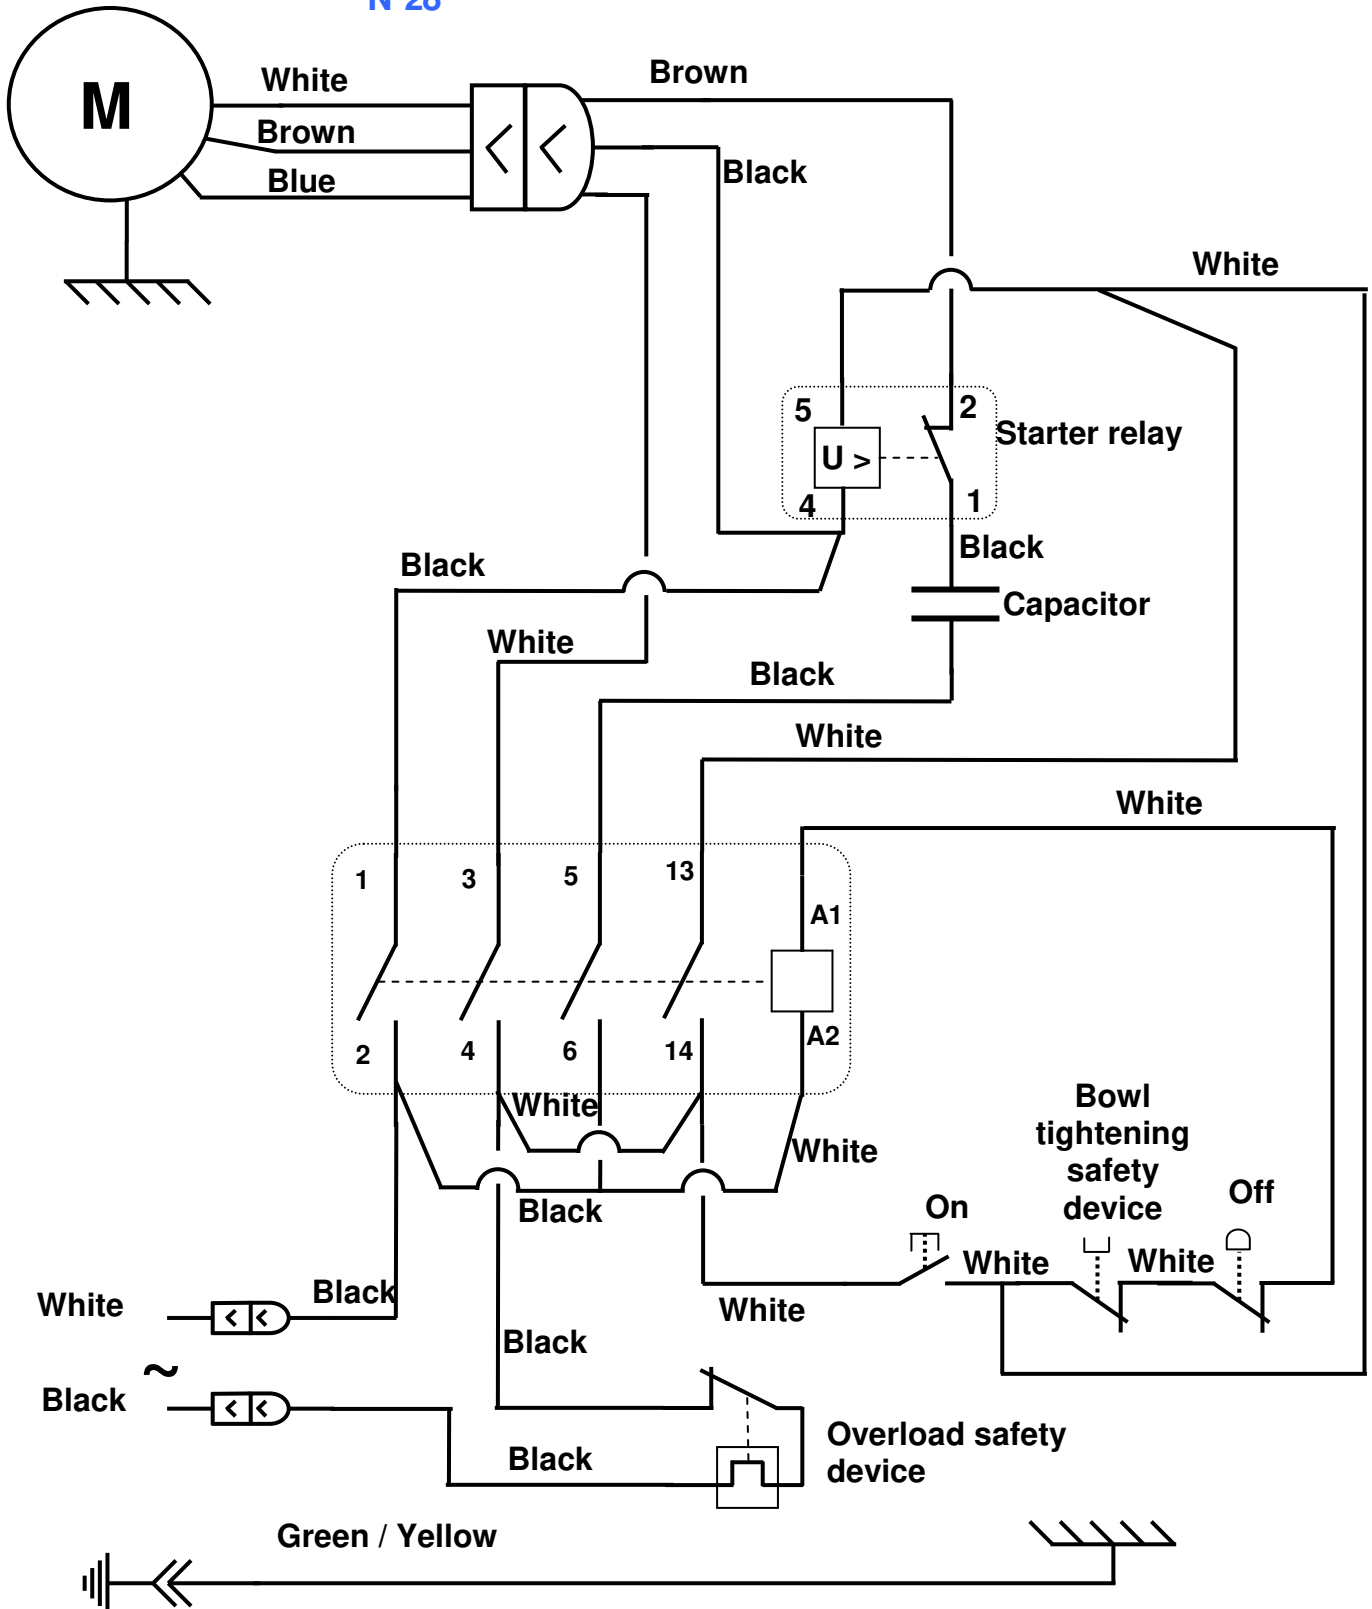 N°28
White
Brown
Brown
Black
Blue
White
M
5
2
Starter relay
U >
4
1
Black
Black
Capacitor
White
Black
White
White
1
3
5
13
A1
2
4
6
14
A2
White
White
Bowl
tightening
safety
device
Off
On
Black
White
White
White
White
Black
~
Black
Black
Overload safety
device
Black
Green / Yellow